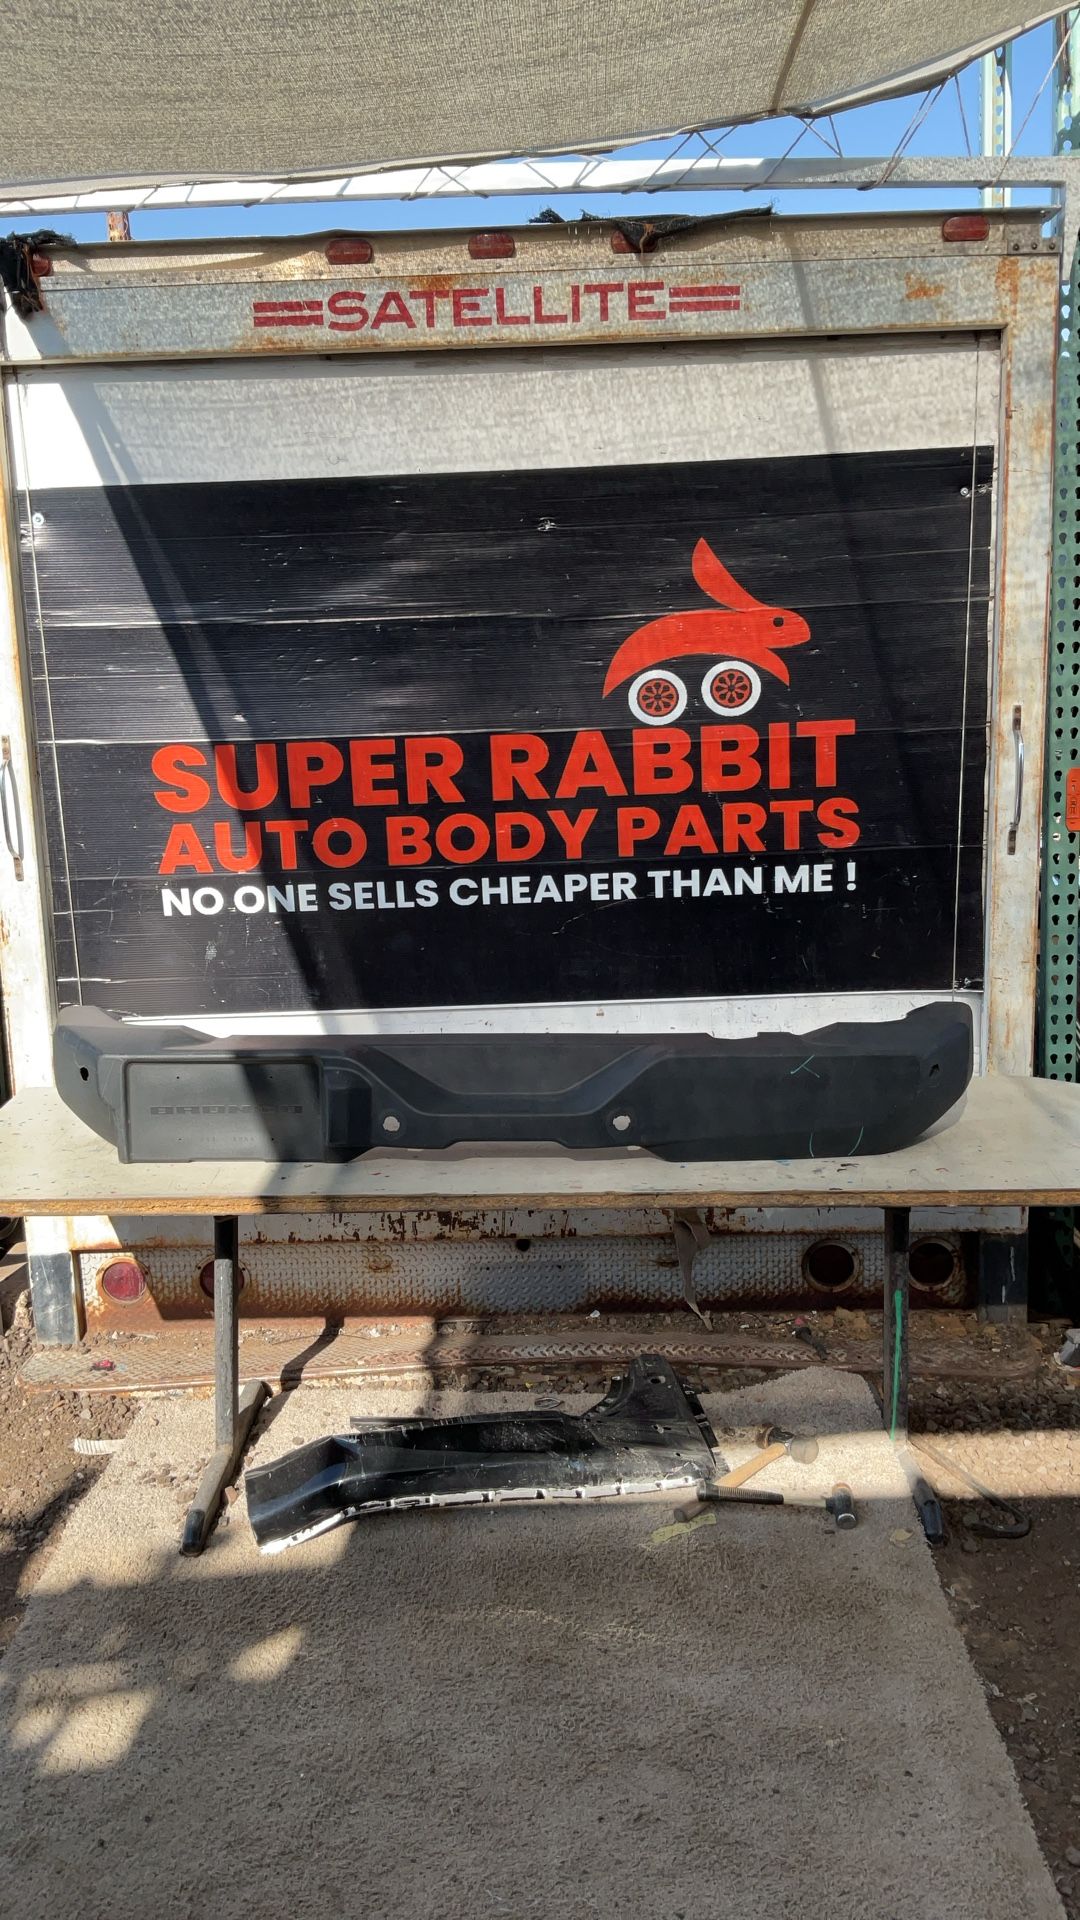 SATELLITE
SUPER RABBIT
AUTO BODY PARTS
NO ONE SELLS CHEAPER THAN ME !
BRONCO